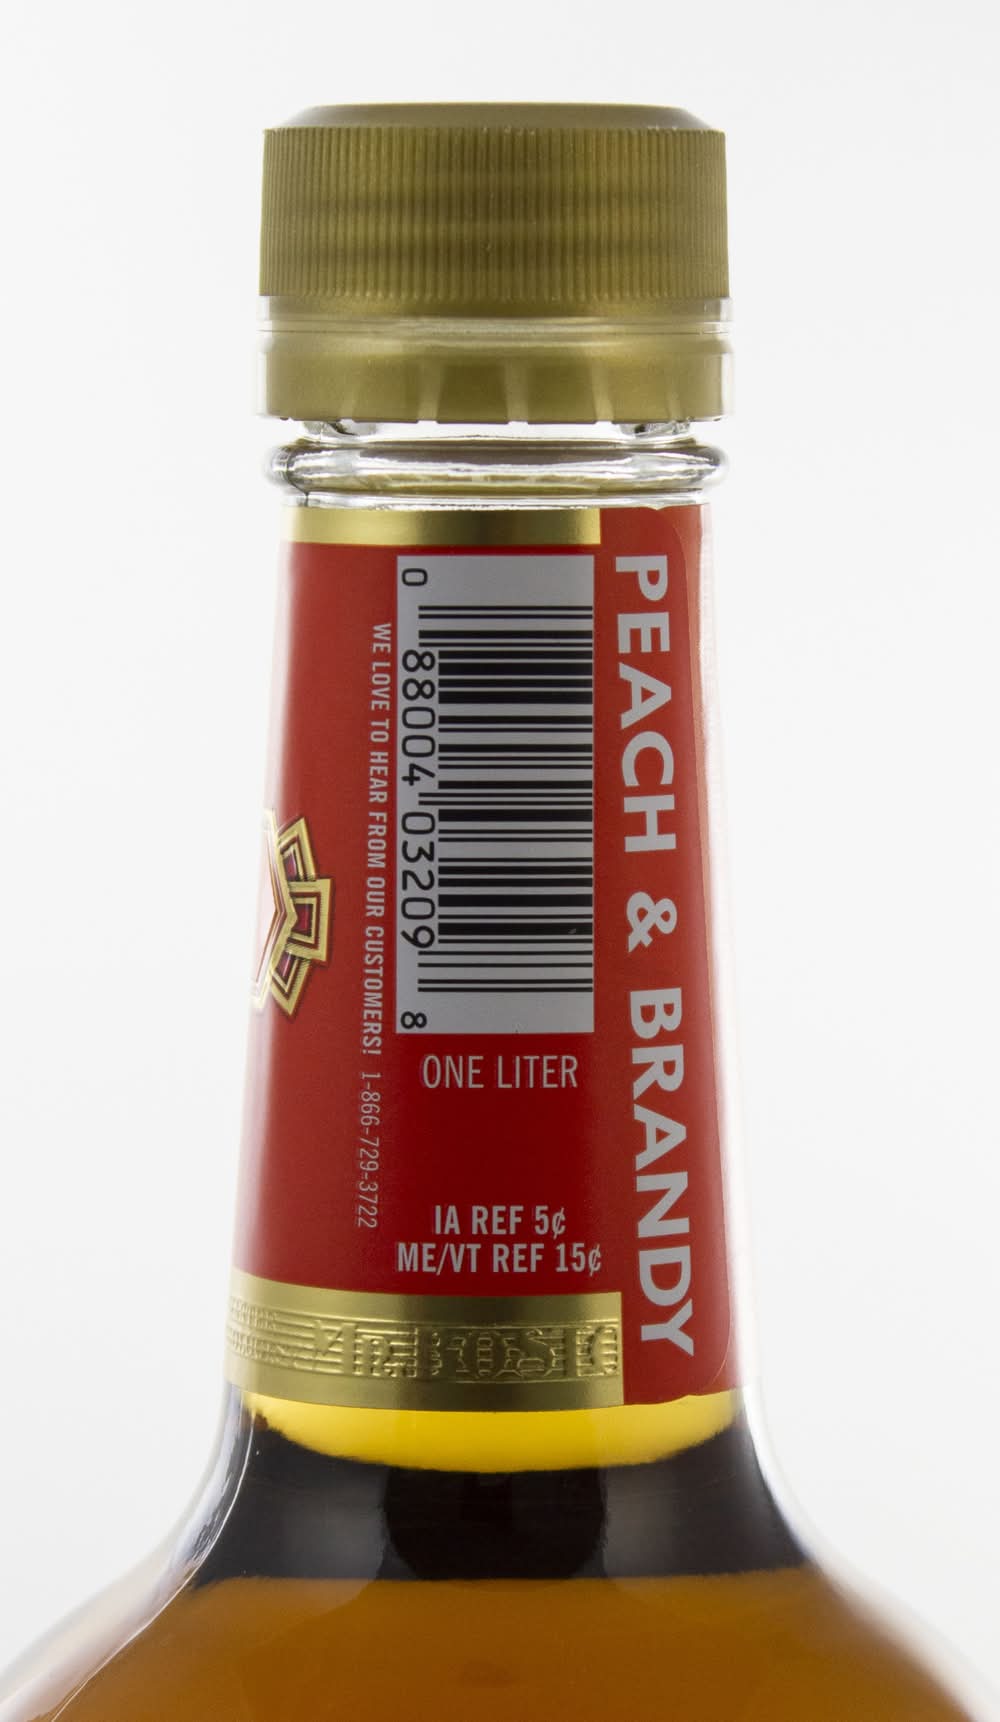 PEACH & BRANDY
0 88004 03209 8
WE LOVE TO HEAR FROM OUR CUSTOMERS! 1-866-729-3722
ONE LITER
IA REF 5¢
ME/VT REF 15¢